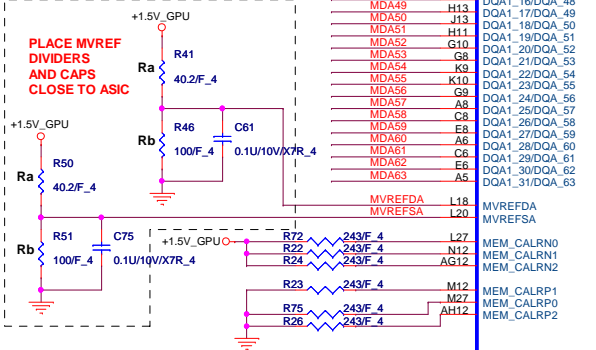 DQA1_16/DQA_48
MDA49 H13 DQA1_17/DQA_49
MDA50 J13 DQA1_18/DQA_50
MDA51 H11 DQA1_19/DQA_51
MDA52 G10 DQA1_20/DQA_52
MDA53 G8 DQA1_21/DQA_53
MDA54 K9 DQA1_22/DQA_54
MDA55 K10 DQA1_23/DQA_55
MDA56 G9 DQA1_24/DQA_56
MDA57 A8 DQA1_25/DQA_57
MDA58 C8 DQA1_26/DQA_58
MDA59 E8 DQA1_27/DQA_59
MDA60 A6 DQA1_28/DQA_60
MDA61 C6 DQA1_29/DQA_61
MDA62 E6 DQA1_30/DQA_62
MDA63 A5 DQA1_31/DQA_63
+1.5V_GPU
PLACE MVREF
DIVIDERS
AND CAPS
CLOSE TO ASIC
R41
Ra
40.2/F_4
R46
Rb
100/F_4
C61
0.1U/10V/X7R_4
+1.5V_GPU
R50
Ra
40.2/F_4
R51
Rb
100/F_4
C75
0.1U/10V/X7R_4
MVREFDA L18 MVREFDA
MVREFSA L20 MVREFSA
+1.5V_GPU
R72 243/F_4 L27 MEM_CALRN0
R22 243/F_4 N12 MEM_CALRN1
R24 243/F_4 AG12 MEM_CALRN2
R23 243/F_4 M12 MEM_CALRP1
R75 243/F_4 M27 MEM_CALRP0
R26 243/F_4 AH12 MEM_CALRP2